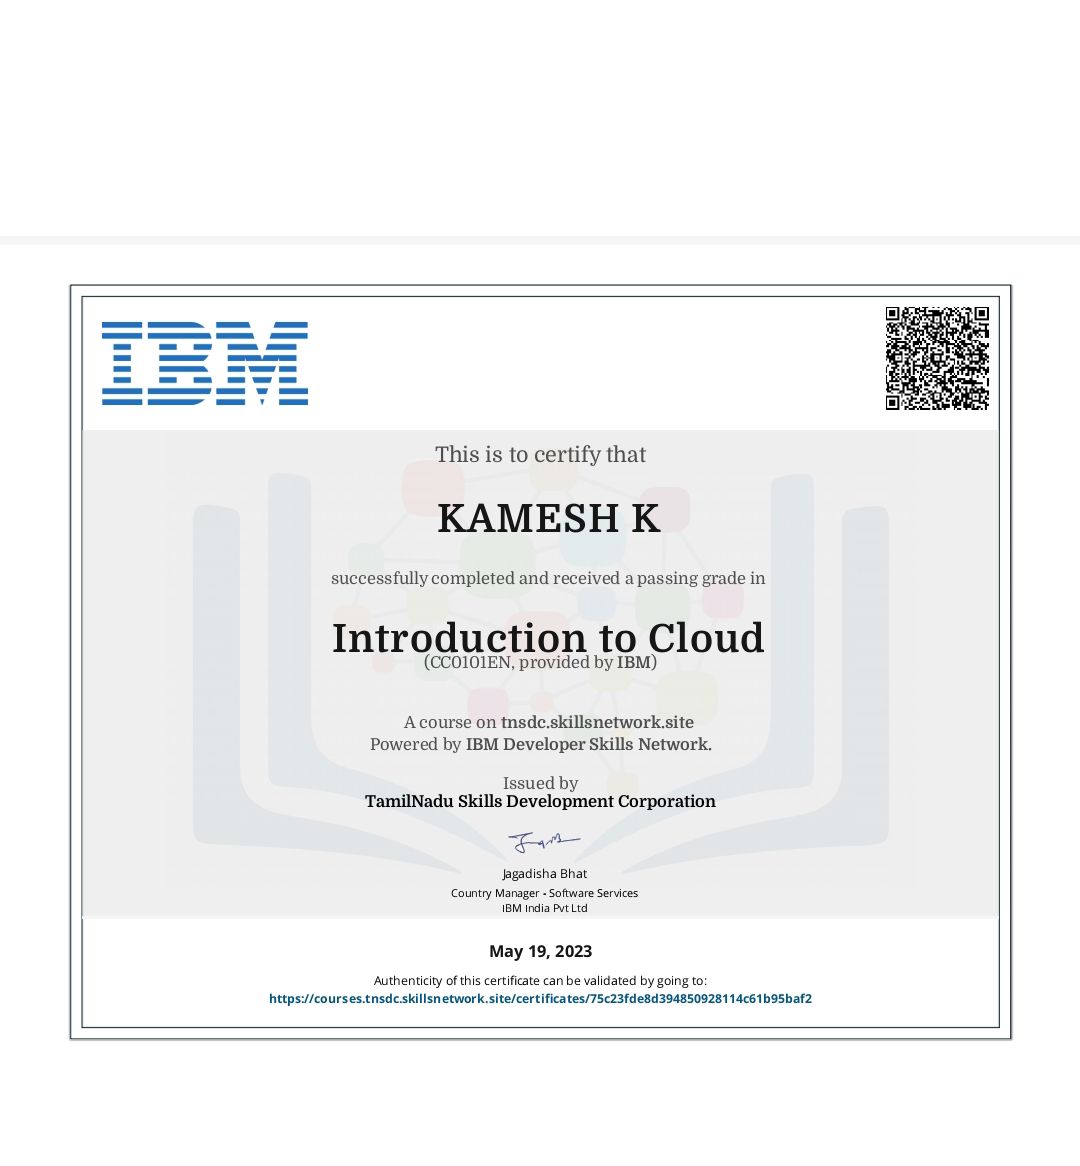 IBM
This is to certify that
KAMESH K
successfully completed and received a passing grade in
Introduction to Cloud
(CC0101EN, provided by IBM)
A course on tnsdc.skillsnetwork.site
Powered by IBM Developer Skills Network.
Issued by
TamilNadu Skills Development Corporation
Jagadisha Bhat
Country Manager - Software Services
IBM India Pvt Ltd
May 19, 2023
Authenticity of this certificate can be validated by going to:
https://courses.tnsdc.skillsnetwork.site/certificates/75c23fde8d394850928114c61b95baf2